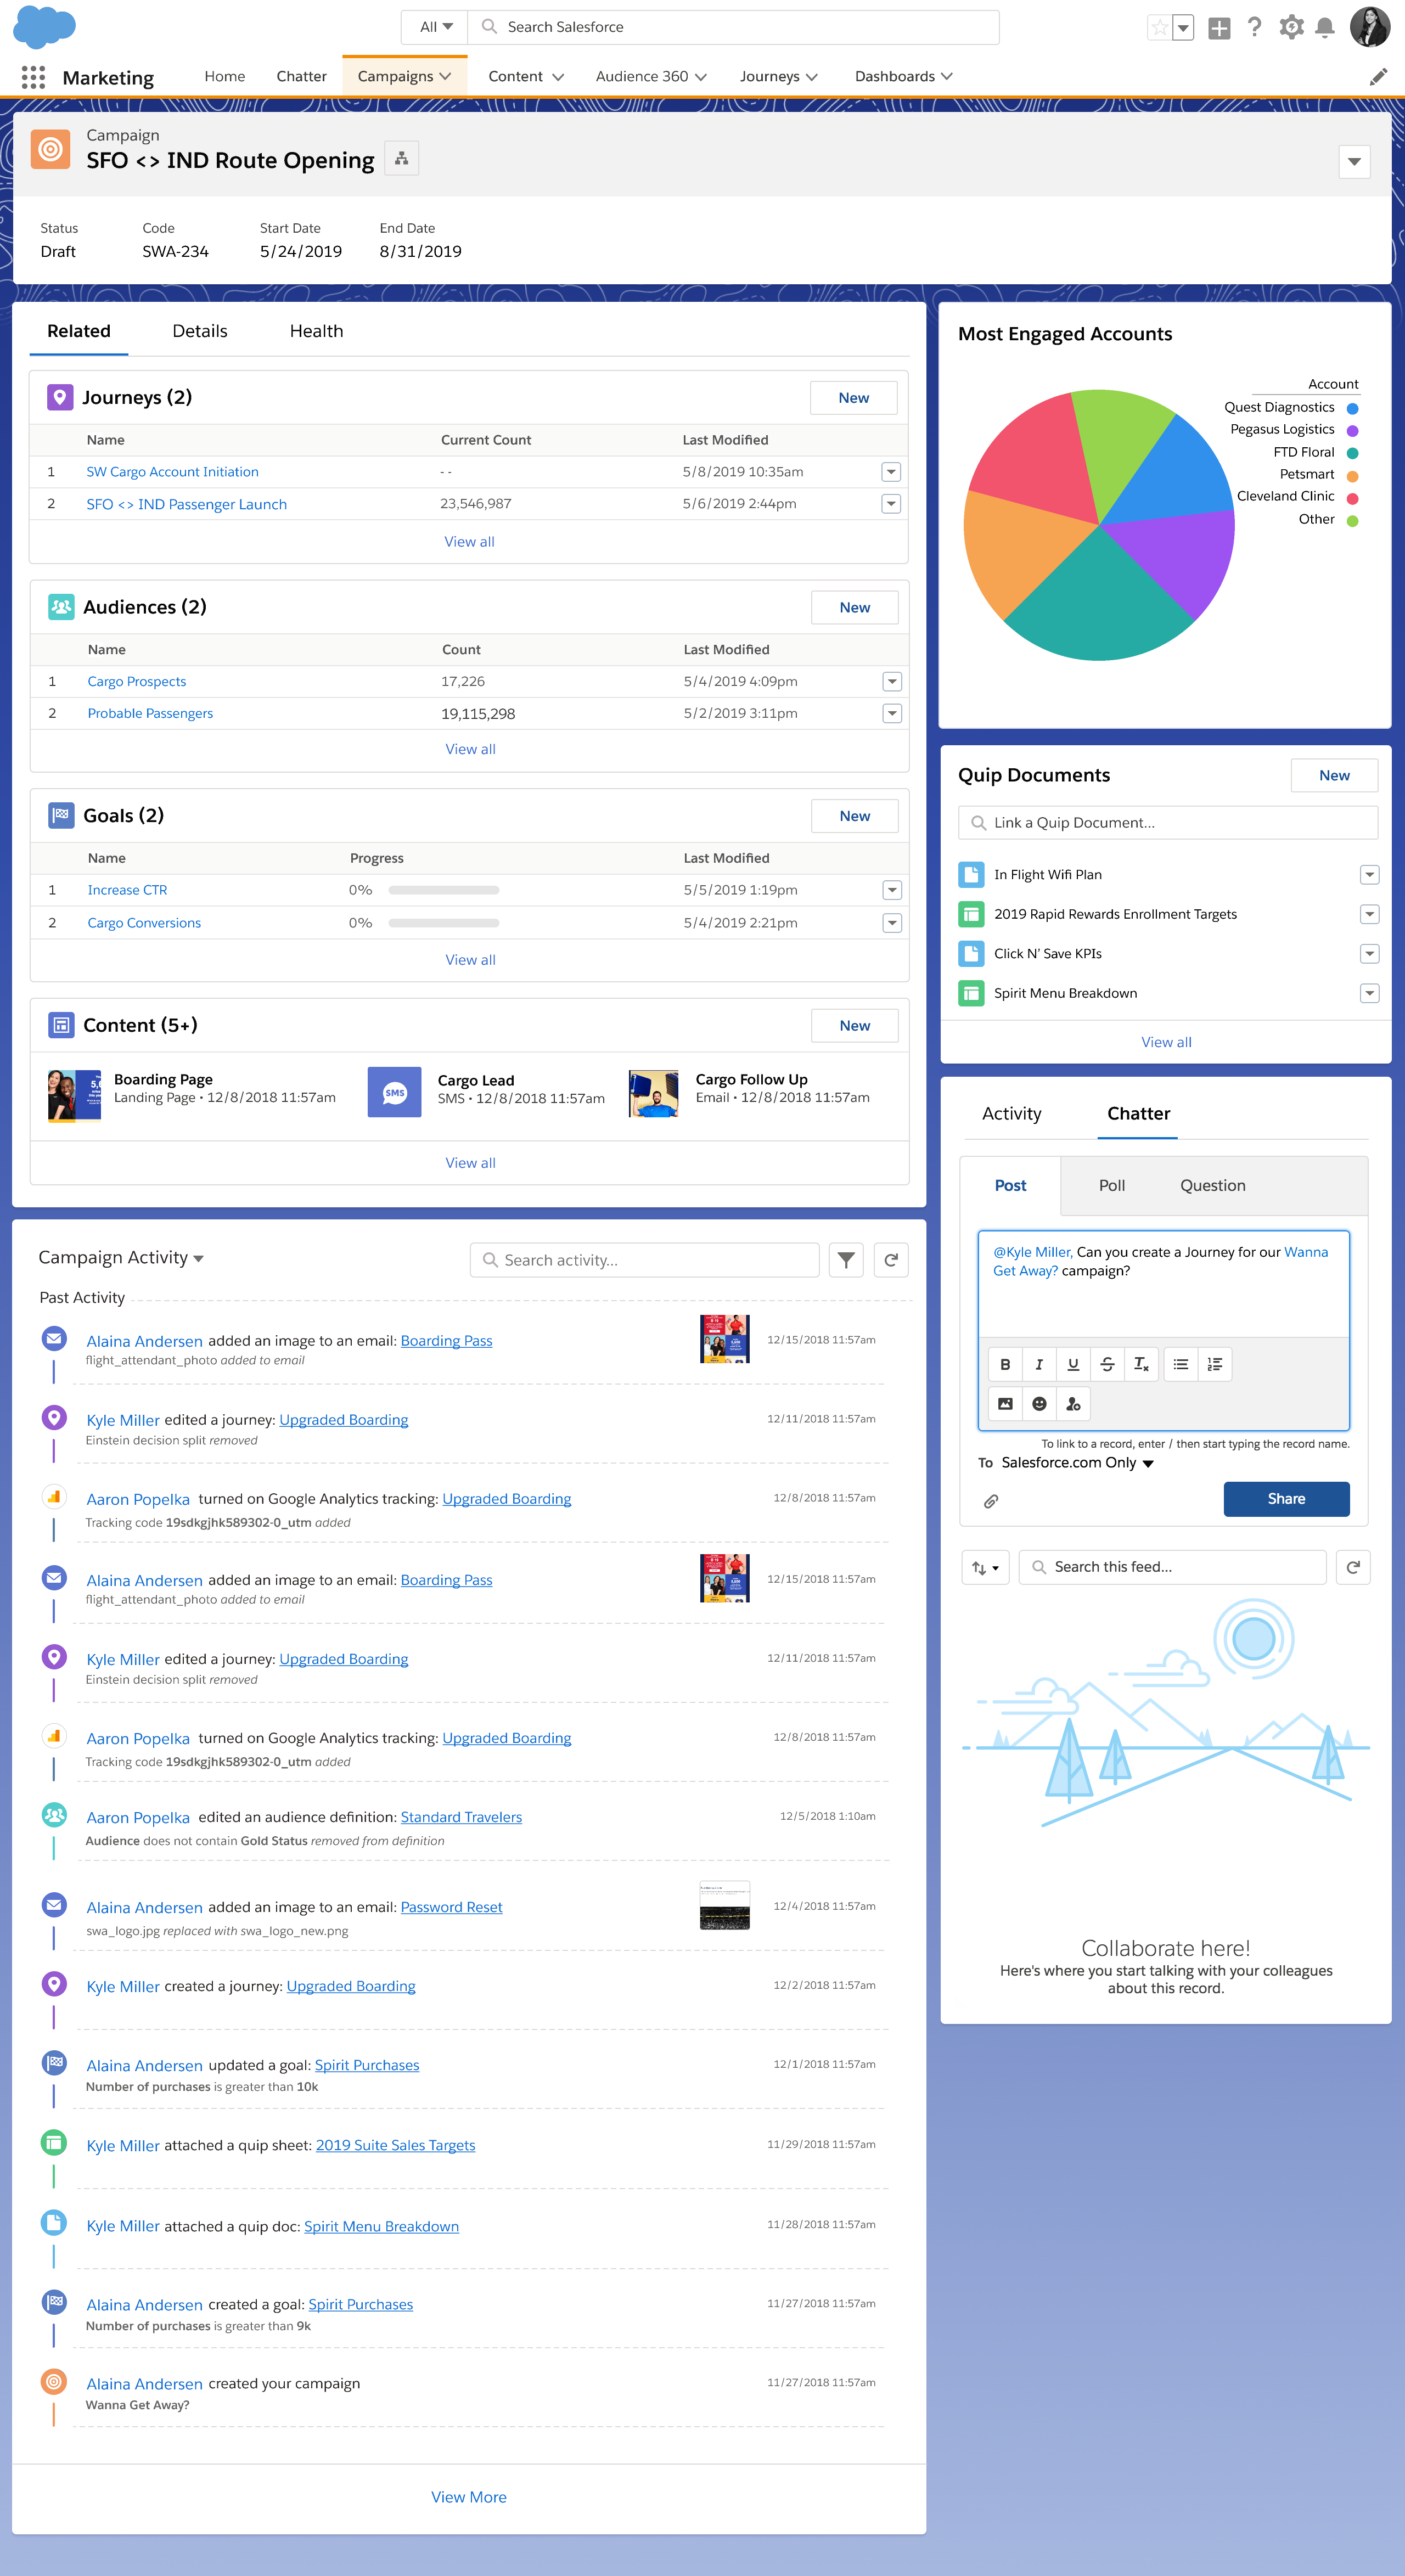 All
Search Salesforce
Marketing
Home
Chatter
Campaigns
Content
Audience 360
Journeys
Dashboards
Campaign
SFO <> IND Route Opening
Status
Code
Start Date
End Date
Draft
SWA-234
5/24/2019
8/31/2019
Related
Details
Health
Journeys (2)
New
Name
Current Count
Last Modified
1 SW Cargo Account Initiation - - 5/8/2019 10:35am
2 SFO <> IND Passenger Launch 23,546,987 5/6/2019 2:44pm
View all
Audiences (2)
New
Name
Count
Last Modified
1 Cargo Prospects 17,226 5/4/2019 4:09pm
2 Probable Passengers 19,115,298 5/2/2019 3:11pm
View all
Goals (2)
New
Name
Progress
Last Modified
1 Increase CTR 0% 5/5/2019 1:19pm
2 Cargo Conversions 0% 5/4/2019 2:21pm
View all
Content (5+)
New
Boarding Page
Landing Page • 12/8/2018 11:57am
SMS
Cargo Lead
SMS • 12/8/2018 11:57am
Cargo Follow Up
Email • 12/8/2018 11:57am
View all
Campaign Activity
Search activity...
Past Activity
Alaina Andersen added an image to an email: Boarding Pass 12/15/2018 11:57am
flight_attendant_photo added to email
Kyle Miller edited a journey: Upgraded Boarding 12/11/2018 11:57am
Einstein decision split removed
Aaron Popelka turned on Google Analytics tracking: Upgraded Boarding 12/8/2018 11:57am
Tracking code 19sdkgjhk589302-0_utm added
Alaina Andersen added an image to an email: Boarding Pass 12/15/2018 11:57am
flight_attendant_photo added to email
Kyle Miller edited a journey: Upgraded Boarding 12/11/2018 11:57am
Einstein decision split removed
Aaron Popelka turned on Google Analytics tracking: Upgraded Boarding 12/8/2018 11:57am
Tracking code 19sdkgjhk589302-0_utm added
Aaron Popelka edited an audience definition: Standard Travelers 12/5/2018 1:10am
Audience does not contain Gold Status removed from definition
Alaina Andersen added an image to an email: Password Reset 12/4/2018 11:57am
swa_logo.jpg replaced with swa_logo_new.png
Kyle Miller created a journey: Upgraded Boarding 12/2/2018 11:57am
Alaina Andersen updated a goal: Spirit Purchases 12/1/2018 11:57am
Number of purchases is greater than 10k
Kyle Miller attached a quip sheet: 2019 Suite Sales Targets 11/29/2018 11:57am
Kyle Miller attached a quip doc: Spirit Menu Breakdown 11/28/2018 11:57am
Alaina Andersen created a goal: Spirit Purchases 11/27/2018 11:57am
Number of purchases is greater than 9k
Alaina Andersen created your campaign 11/27/2018 11:57am
Wanna Get Away?
View More
Most Engaged Accounts
Account
Quest Diagnostics
Pegasus Logistics
FTD Floral
Petsmart
Cleveland Clinic
Other
Quip Documents
New
Link a Quip Document...
In Flight Wifi Plan
2019 Rapid Rewards Enrollment Targets
Click N’ Save KPIs
Spirit Menu Breakdown
View all
Activity
Chatter
Post
Poll
Question
@Kyle Miller, Can you create a Journey for our Wanna
Get Away? campaign?
B I U S Tx
To link to a record, enter / then start typing the record name.
To Salesforce.com Only
Share
Search this feed...
Collaborate here!
Here's where you start talking with your colleagues
about this record.